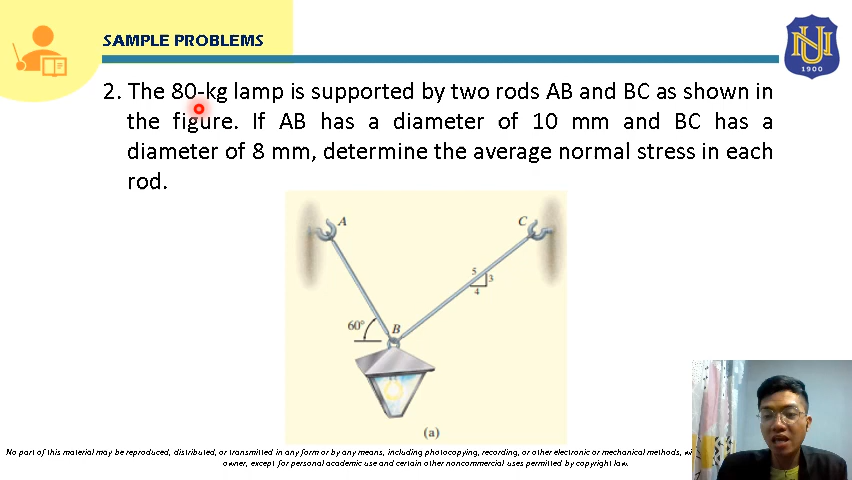 SAMPLE PROBLEMS
NU
1900
2. The 80-kg lamp is supported by two rods AB and BC as shown in
the figure. If AB has a diameter of 10 mm and BC has a
diameter of 8 mm, determine the average normal stress in each
rod.
A
C
5
3
4
60°
B
(a)
No part of this material may be reproduced, distributed, or transmitted in any form or by any means, including photocopying, recording, or other electronic or mechanical methods, wi
owner, except for personal academic use and certain other noncommercial uses permitted by copyright law.